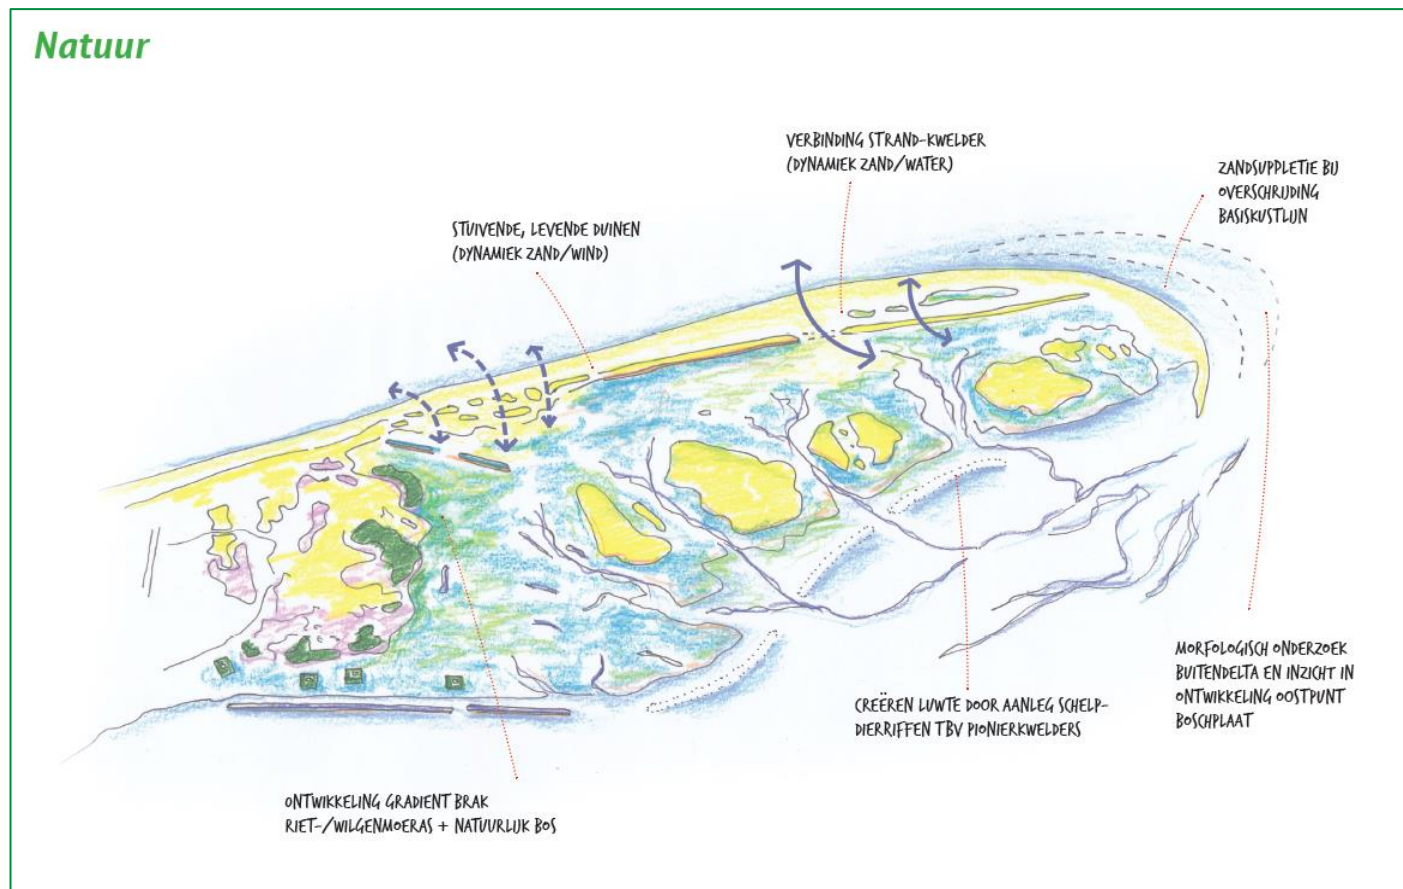 Natuur
VERBINDING STRAND-KWELDER
(DYNAMIEK ZAND/WATER)
ZANDSUPPLETIE BIJ
OVERSCHRIJDING
BASISKUSTLIJN
STUIVENDE, LEVENDE DUINEN
(DYNAMIEK ZAND/WIND)
MORFOLOGISCH ONDERZOEK
BUITENDELTA EN INZICHT IN
ONTWIKKELING OOSTPUNT
BOSCHPLAAT
CREËREN LUWTE DOOR AANLEG SCHELP-
DIERRIFFEN TBV PIONIERKWELDERS
ONTWIKKELING GRADIENT BRAK
RIET-/WILGENMOERAS + NATUURLIJK BOS